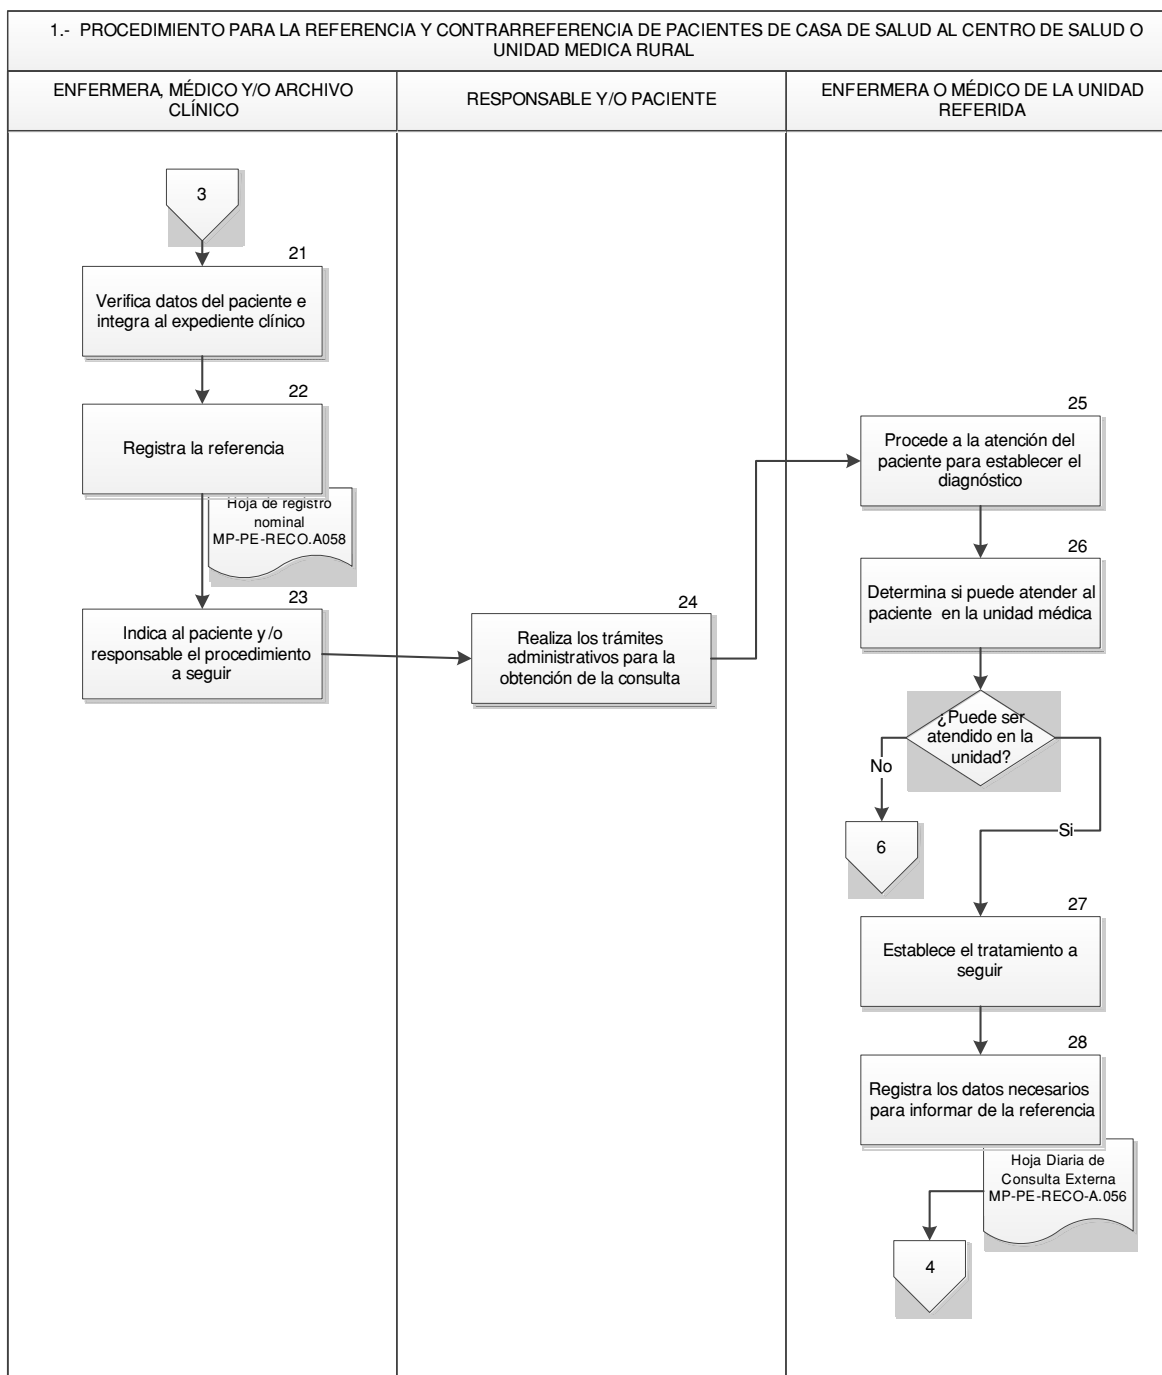 1.- PROCEDIMIENTO PARA LA REFERENCIA Y CONTRARREFERENCIA DE PACIENTES DE CASA DE SALUD AL CENTRO DE SALUD O
UNIDAD MEDICA RURAL
ENFERMERA, MÉDICO Y/O ARCHIVO
CLÍNICO
RESPONSABLE Y/O PACIENTE
ENFERMERA O MÉDICO DE LA UNIDAD
REFERIDA
3
21
Verifica datos del paciente e
integra al expediente clínico
22
Registra la referencia
Hoja de registro
nominal
MP-PE-RECO.A058
23
Indica al paciente y/o
responsable el procedimiento
a seguir
24
Realiza los trámites
administrativos para la
obtención de la consulta
25
Procede a la atención del
paciente para establecer el
diagnóstico
26
Determina si puede atender al
paciente en la unidad médica
¿Puede ser
atendido en la
unidad?
No
Si
6
27
Establece el tratamiento a
seguir
28
Registra los datos necesarios
para informar de la referencia
Hoja Diaria de
Consulta Externa
MP-PE-RECO-A.056
4